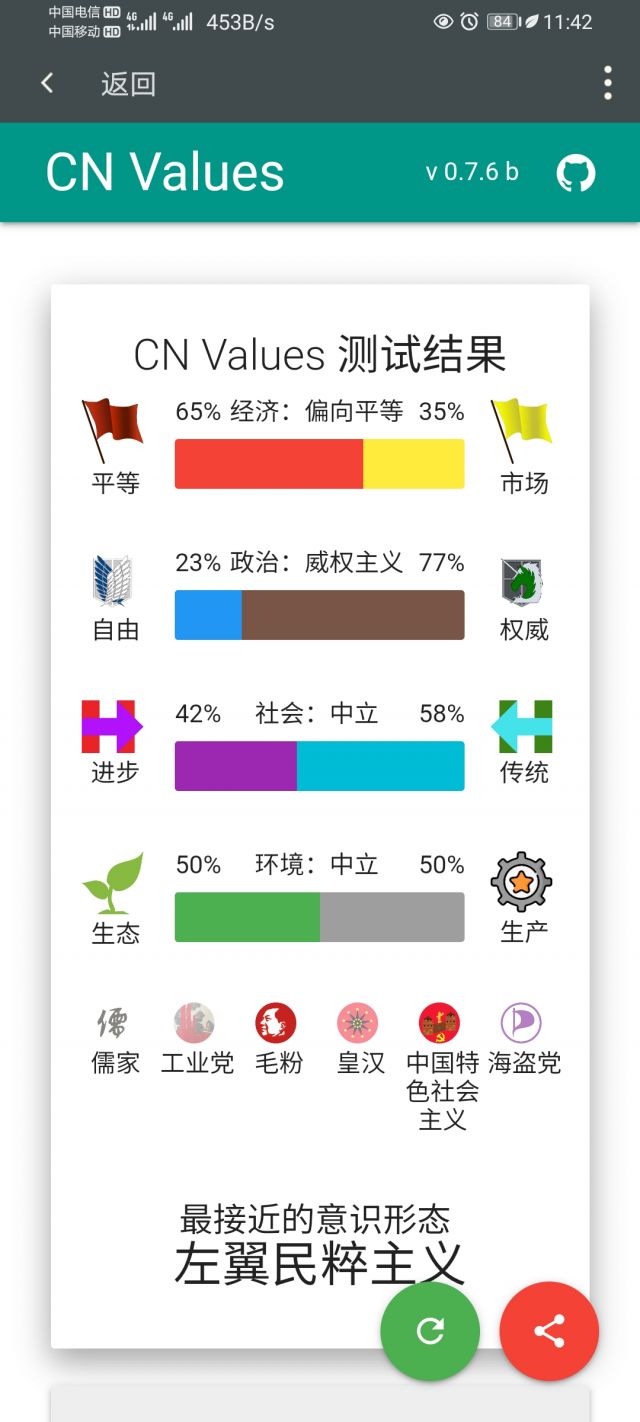 中国电信 HD 4G 4G 453B/s 84 11:42
中国移动 HD
返回
CN Values v 0.7.6 b
CN Values 测试结果
65% 经济：偏向平等 35%
平等 市场
23% 政治：威权主义 77%
自由 权威
42% 社会：中立 58%
进步 传统
50% 环境：中立 50%
生态 生产
儒
儒家 工业党 毛粉 皇汉 中国特 海盗党
色社会
主义
最接近的意识形态
左翼民粹主义